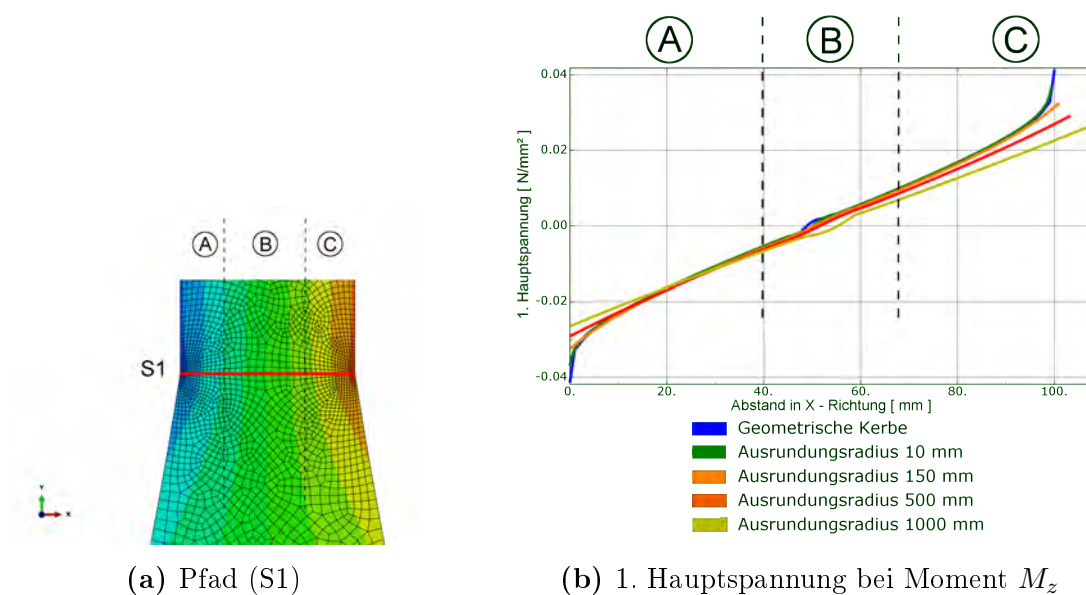 A B C
0.04
0.02
0.00
-0.02
-0.04
1. Hauptspannung [ N/mm² ]
0. 20. 40. 60. 80. 100.
Abstand in X - Richtung [ mm ]
Geometrische Kerbe
Ausrundungsradius 10 mm
Ausrundungsradius 150 mm
Ausrundungsradius 500 mm
Ausrundungsradius 1000 mm
A B C
S1
Y
X
(a) Pfad (S1)
(b) 1. Hauptspannung bei Moment Mz